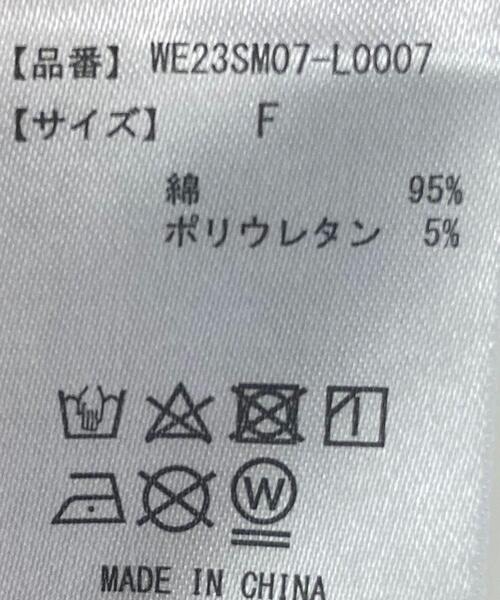 【品番】 WE23SM07-L0007
【サイズ】 F
綿 95%
ポリウレタン 5%
W
MADE IN CHINA